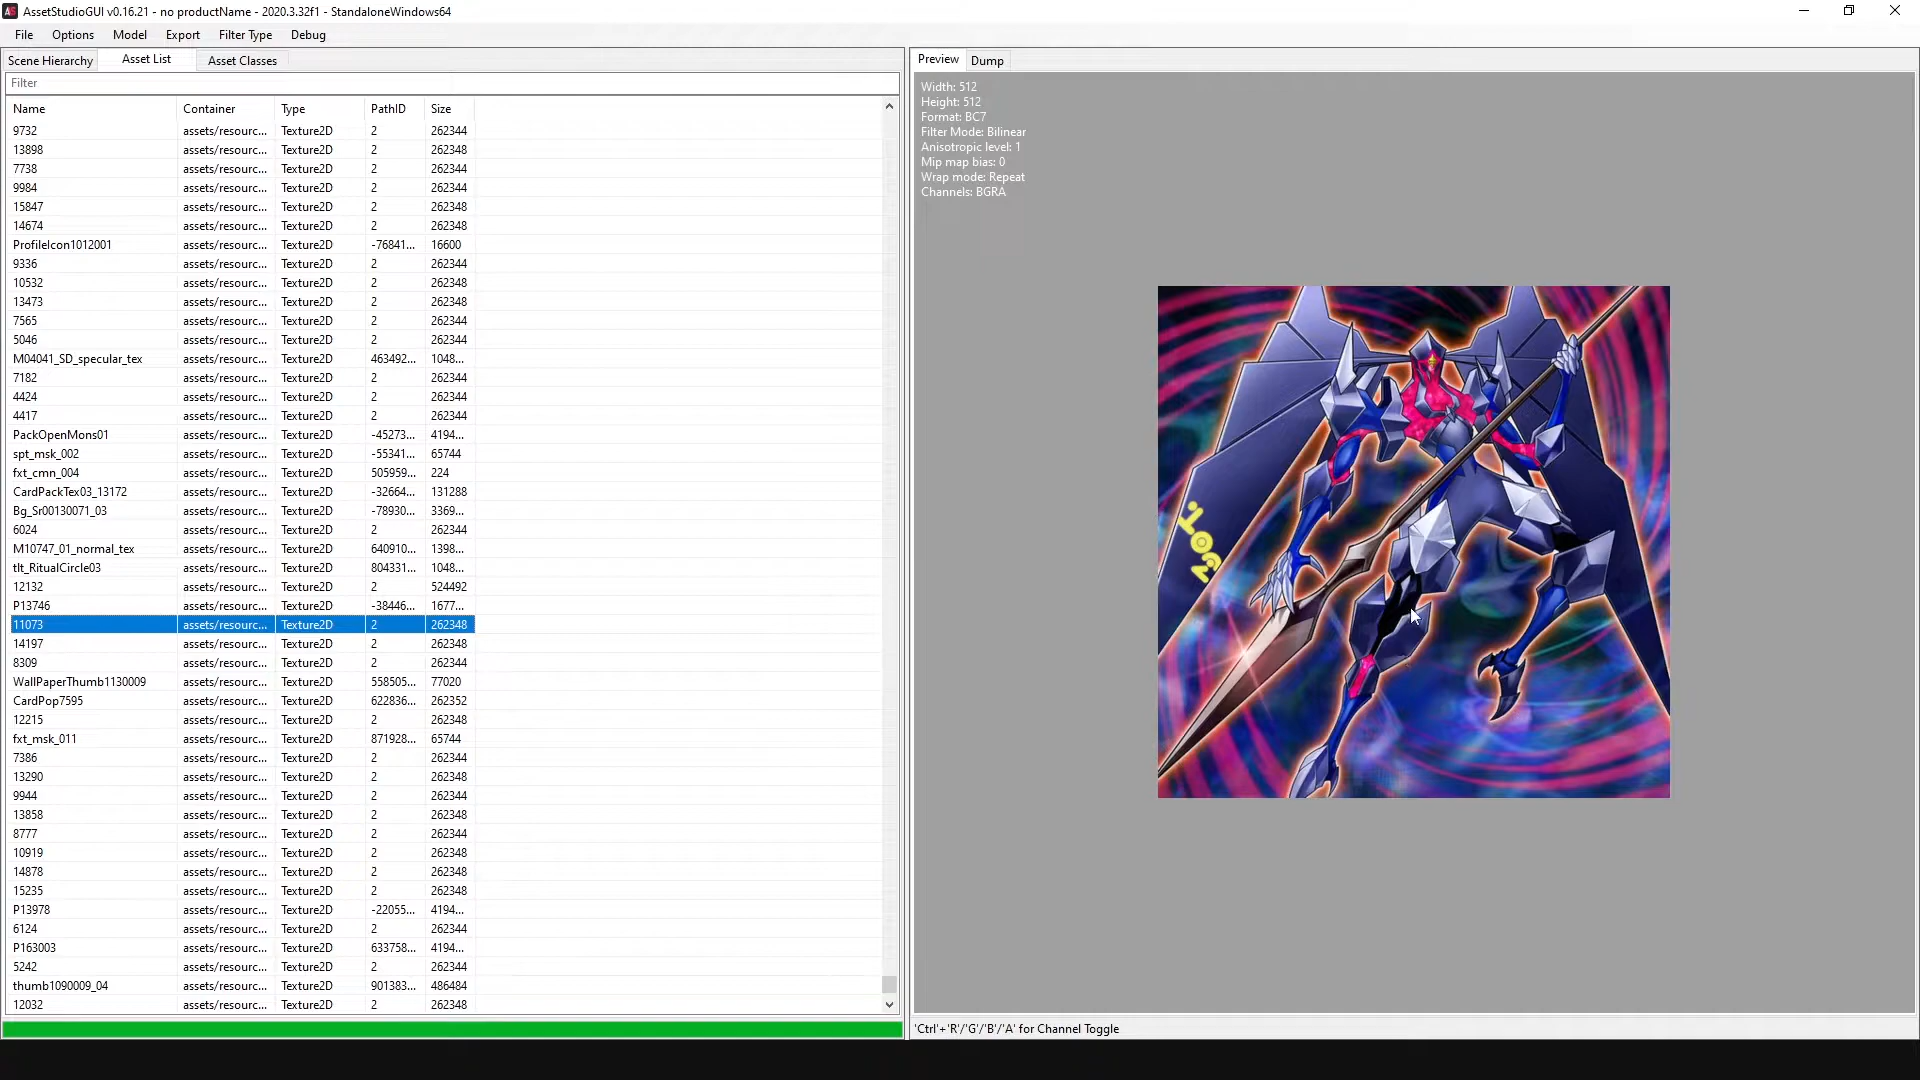 AssetStudioGUI v0.16.21 - no productName - 2020.3.32f1 - StandaloneWindows64
File Options Model Export Filter Type Debug
Scene Hierarchy Asset List Asset Classes
Filter
Name Container Type PathID Size
9732 assets/resourc... Texture2D 2 262344
13898 assets/resourc... Texture2D 2 262348
7738 assets/resourc... Texture2D 2 262344
9984 assets/resourc... Texture2D 2 262344
15847 assets/resourc... Texture2D 2 262348
14674 assets/resourc... Texture2D 2 262348
ProfileIcon1012001 assets/resourc... Texture2D -76841... 16600
9336 assets/resourc... Texture2D 2 262344
10532 assets/resourc... Texture2D 2 262348
13473 assets/resourc... Texture2D 2 262348
7565 assets/resourc... Texture2D 2 262344
5046 assets/resourc... Texture2D 2 262344
M04041_SD_specular_tex assets/resourc... Texture2D 463492... 1048...
7182 assets/resourc... Texture2D 2 262344
4424 assets/resourc... Texture2D 2 262344
4417 assets/resourc... Texture2D 2 262344
PackOpenMons01 assets/resourc... Texture2D -45273... 4194...
spt_msk_002 assets/resourc... Texture2D -55341... 65744
fxt_cmn_004 assets/resourc... Texture2D 505959... 224
CardPackTex03_13172 assets/resourc... Texture2D -32664... 131288
Bg_Sr00130071_03 assets/resourc... Texture2D -78930... 3369...
6024 assets/resourc... Texture2D 2 262344
M10747_01_normal_tex assets/resourc... Texture2D 640910... 1398...
tlt_RitualCircle03 assets/resourc... Texture2D 804331... 1048...
12132 assets/resourc... Texture2D 2 524492
P13746 assets/resourc... Texture2D -38446... 1677...
11073 assets/resourc... Texture2D 2 262348
14197 assets/resourc... Texture2D 2 262348
8309 assets/resourc... Texture2D 2 262344
WallPaperThumb1130009 assets/resourc... Texture2D 558505... 77020
CardPop7595 assets/resourc... Texture2D 622836... 262352
12215 assets/resourc... Texture2D 2 262348
fxt_msk_011 assets/resourc... Texture2D 871928... 65744
7386 assets/resourc... Texture2D 2 262344
13290 assets/resourc... Texture2D 2 262348
9944 assets/resourc... Texture2D 2 262344
13858 assets/resourc... Texture2D 2 262348
8777 assets/resourc... Texture2D 2 262344
10919 assets/resourc... Texture2D 2 262348
14878 assets/resourc... Texture2D 2 262348
15235 assets/resourc... Texture2D 2 262348
P13978 assets/resourc... Texture2D -22055... 4194...
6124 assets/resourc... Texture2D 2 262344
P163003 assets/resourc... Texture2D 633758... 4194...
5242 assets/resourc... Texture2D 2 262344
thumb1090009_04 assets/resourc... Texture2D 901383... 486484
12032 assets/resourc... Texture2D 2 262348
Preview Dump
Width: 512
Height: 512
Format: BC7
Filter Mode: Bilinear
Anisotropic level: 1
Mip map bias: 0
Wrap mode: Repeat
Channels: BGRA
'Ctrl'+'R'/'G'/'B'/'A' for Channel Toggle